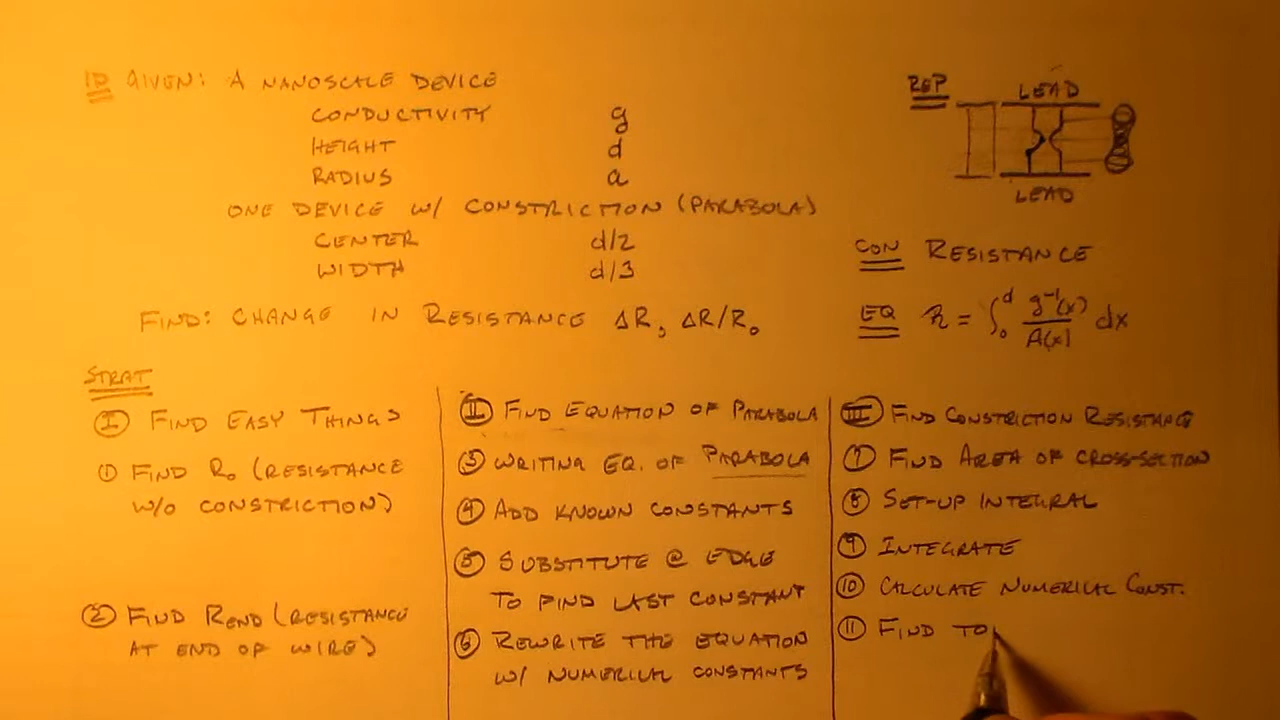 ID GIVEN: A NANOSCALE DEVICE
CONDUCTIVITY g
HEIGHT d
RADIUS a
ONE DEVICE W/ CONSTRICTION (PARABOLA)
CENTER d/2
WIDTH d/3
FIND: CHANGE IN RESISTANCE ΔR, ΔR/R₀
REP
LEAD
LEAD
CON RESISTANCE
EQ R = ∫₀ᵈ g⁻¹(x)/A(x) dx
STRAT
I FIND EASY THINGS
① FIND R₀ (RESISTANCE
W/O CONSTRICTION)
② FIND REND (RESISTANCE
AT END OF WIRE)
II FIND EQUATION OF PARABOLA
③ WRITING EQ. OF PARABOLA
④ ADD KNOWN CONSTANTS
⑤ SUBSTITUTE @ EDGE
TO FIND LAST CONSTANT
⑥ REWRITE THE EQUATION
W/ NUMERICAL CONSTANTS
III FIND CONSTRICTION RESISTANCE
⑦ FIND AREA OF CROSS-SECTION
⑧ SET-UP INTEGRAL
⑨ INTEGRATE
⑩ CALCULATE NUMERICAL CONST.
⑪ FIND TO